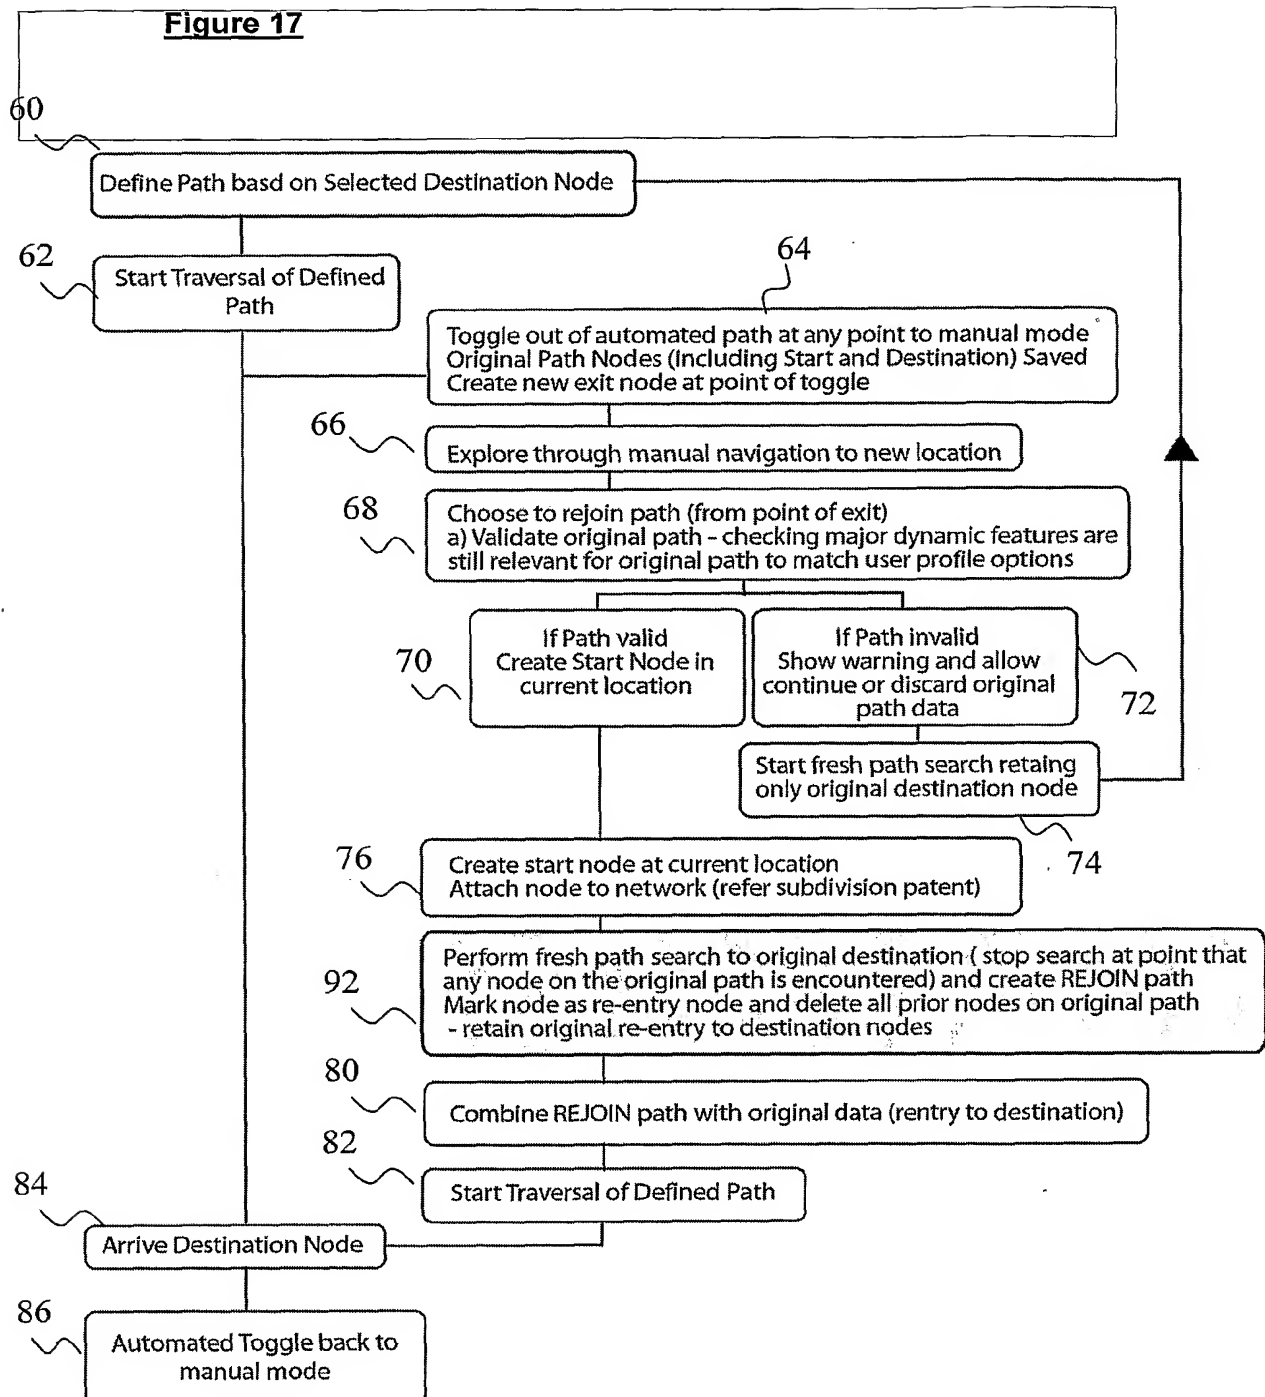 Figure 17
60
Define Path basd on Selected Destination Node
62
Start Traversal of Defined
Path
64
Toggle out of automated path at any point to manual mode
Original Path Nodes (Including Start and Destination) Saved
Create new exit node at point of toggle
66
Explore through manual navigation to new location
68
Choose to rejoin path (from point of exit)
a) Validate original path - checking major dynamic features are
still relevant for original path to match user profile options
70
If Path valid
Create Start Node in
current location
If Path invalid
Show warning and allow
continue or discard original
path data
72
Start fresh path search retaing
only original destination node
74
76
Create start node at current location
Attach node to network (refer subdivision patent)
92
Perform fresh path search to original destination ( stop search at point that
any node on the original path is encountered) and create REJOIN path
Mark node as re-entry node and delete all prior nodes on original path
- retain original re-entry to destination nodes
80
Combine REJOIN path with original data (rentry to destination)
82
Start Traversal of Defined Path
84
Arrive Destination Node
86
Automated Toggle back to
manual mode